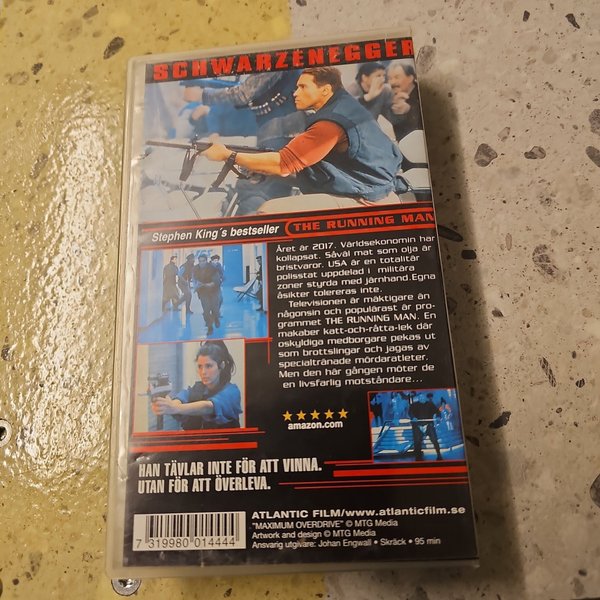 SCHWARZENEGGER
Stephen King's bestseller THE RUNNING MAN
Året är 2017. Världsekonomin har
kollapsat. Såväl mat som olja är
bristvaror. USA är en totalitär
polisstat uppdelad i militära
zoner styrda med järnhand.Egna
åsikter tolereras inte.
Televisionen är mäktigare än
någonsin och populärast är pro-
grammet THE RUNNING MAN. En
makaber katt-och-råtta-lek där
oskyldiga medborgare pekas ut
som brottslingar och jagas av
specialtränade mördaratleter.
Men den här gången möter de
en livsfarlig motståndare...
amazon.com
HAN TÄVLAR INTE FÖR ATT VINNA.
UTAN FÖR ATT ÖVERLEVA.
ATLANTIC FILM/www.atlanticfilm.se
"MAXIMUM OVERDRIVE" © MTG Media
Artwork and design © MTG Media
Ansvarig utgivare: Johan Engwall • Skräck • 95 min
7 319980 014444